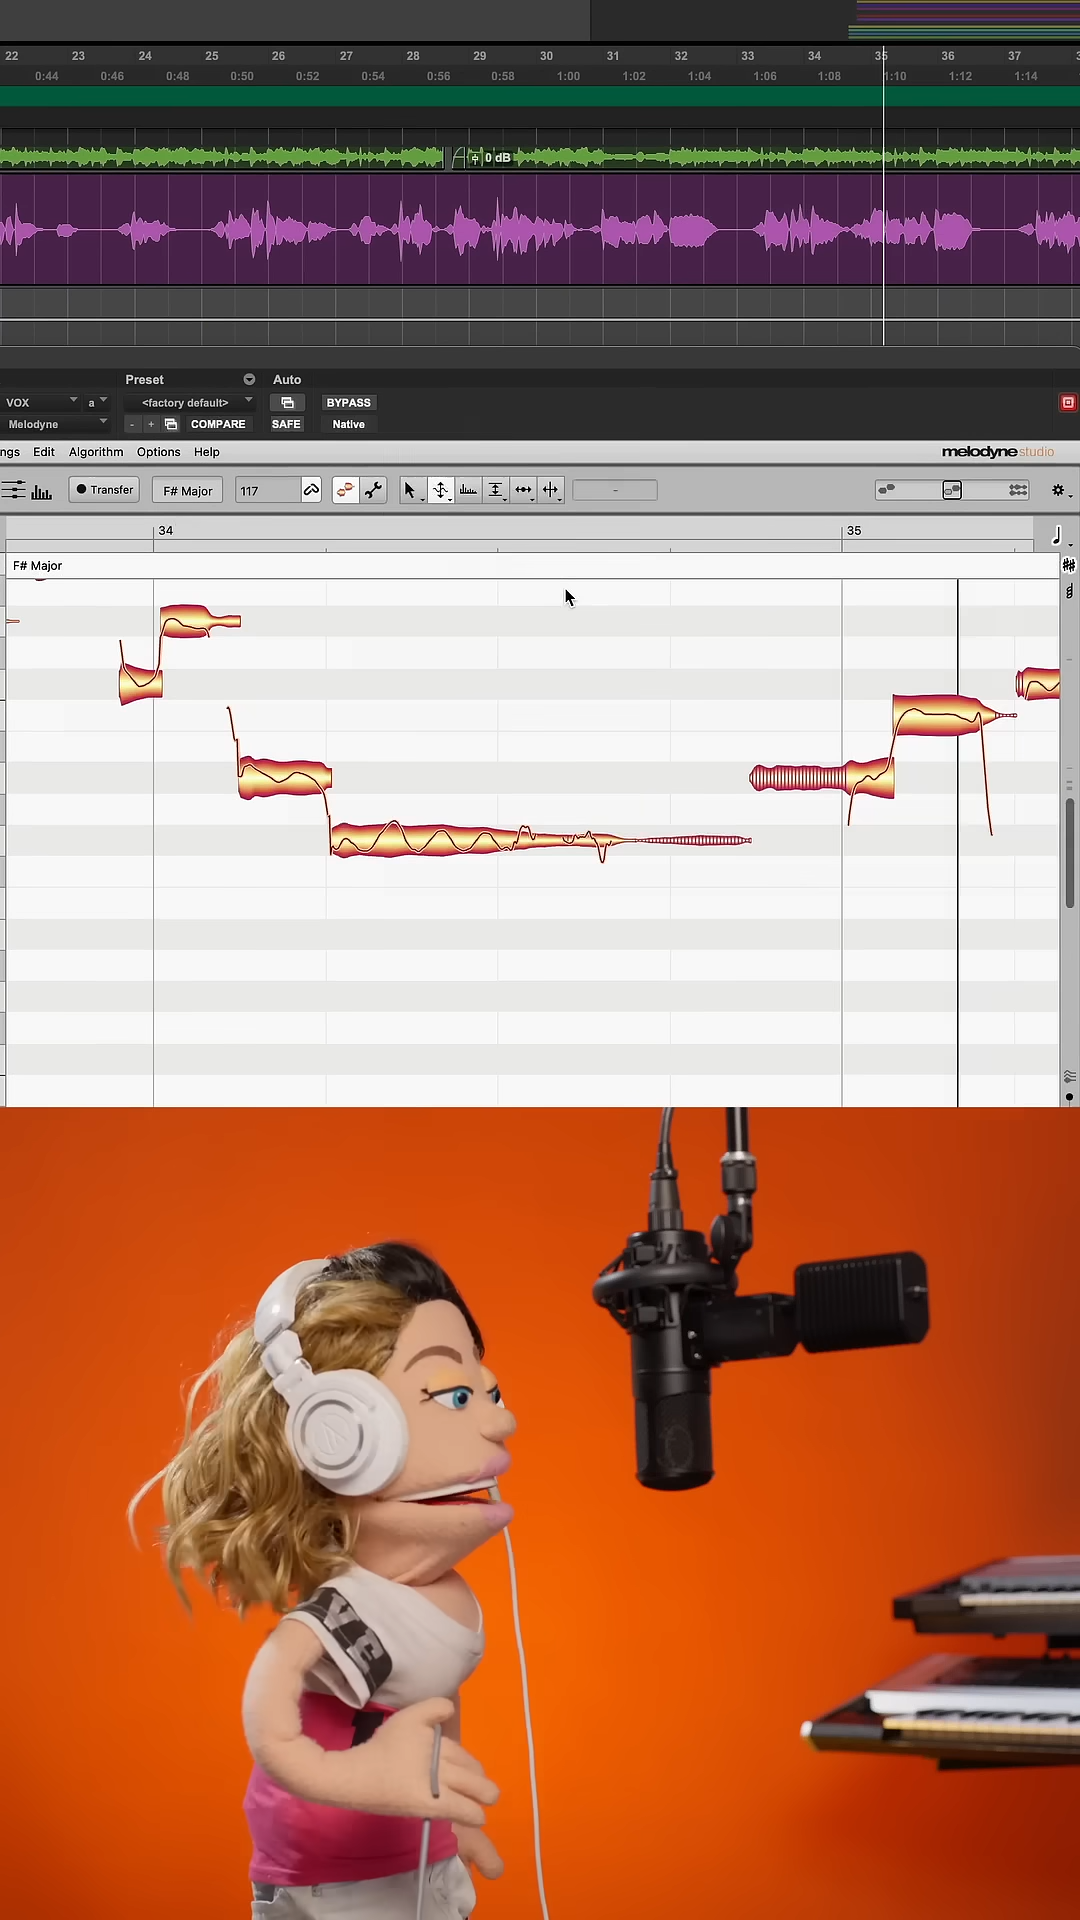 22 23 24 25 26 27 28 29 30 31 32 33 34 35 36 37
0:44 0:46 0:48 0:50 0:52 0:54 0:56 0:58 1:00 1:02 1:04 1:06 1:08 1:10 1:12 1:14
0 dB
Preset Auto
VOX a <factory default> BYPASS
Melodyne - + COMPARE SAFE Native
ngs Edit Algorithm Options Help melodyne studio
Transfer F# Major 117 -
34 35
F# Major